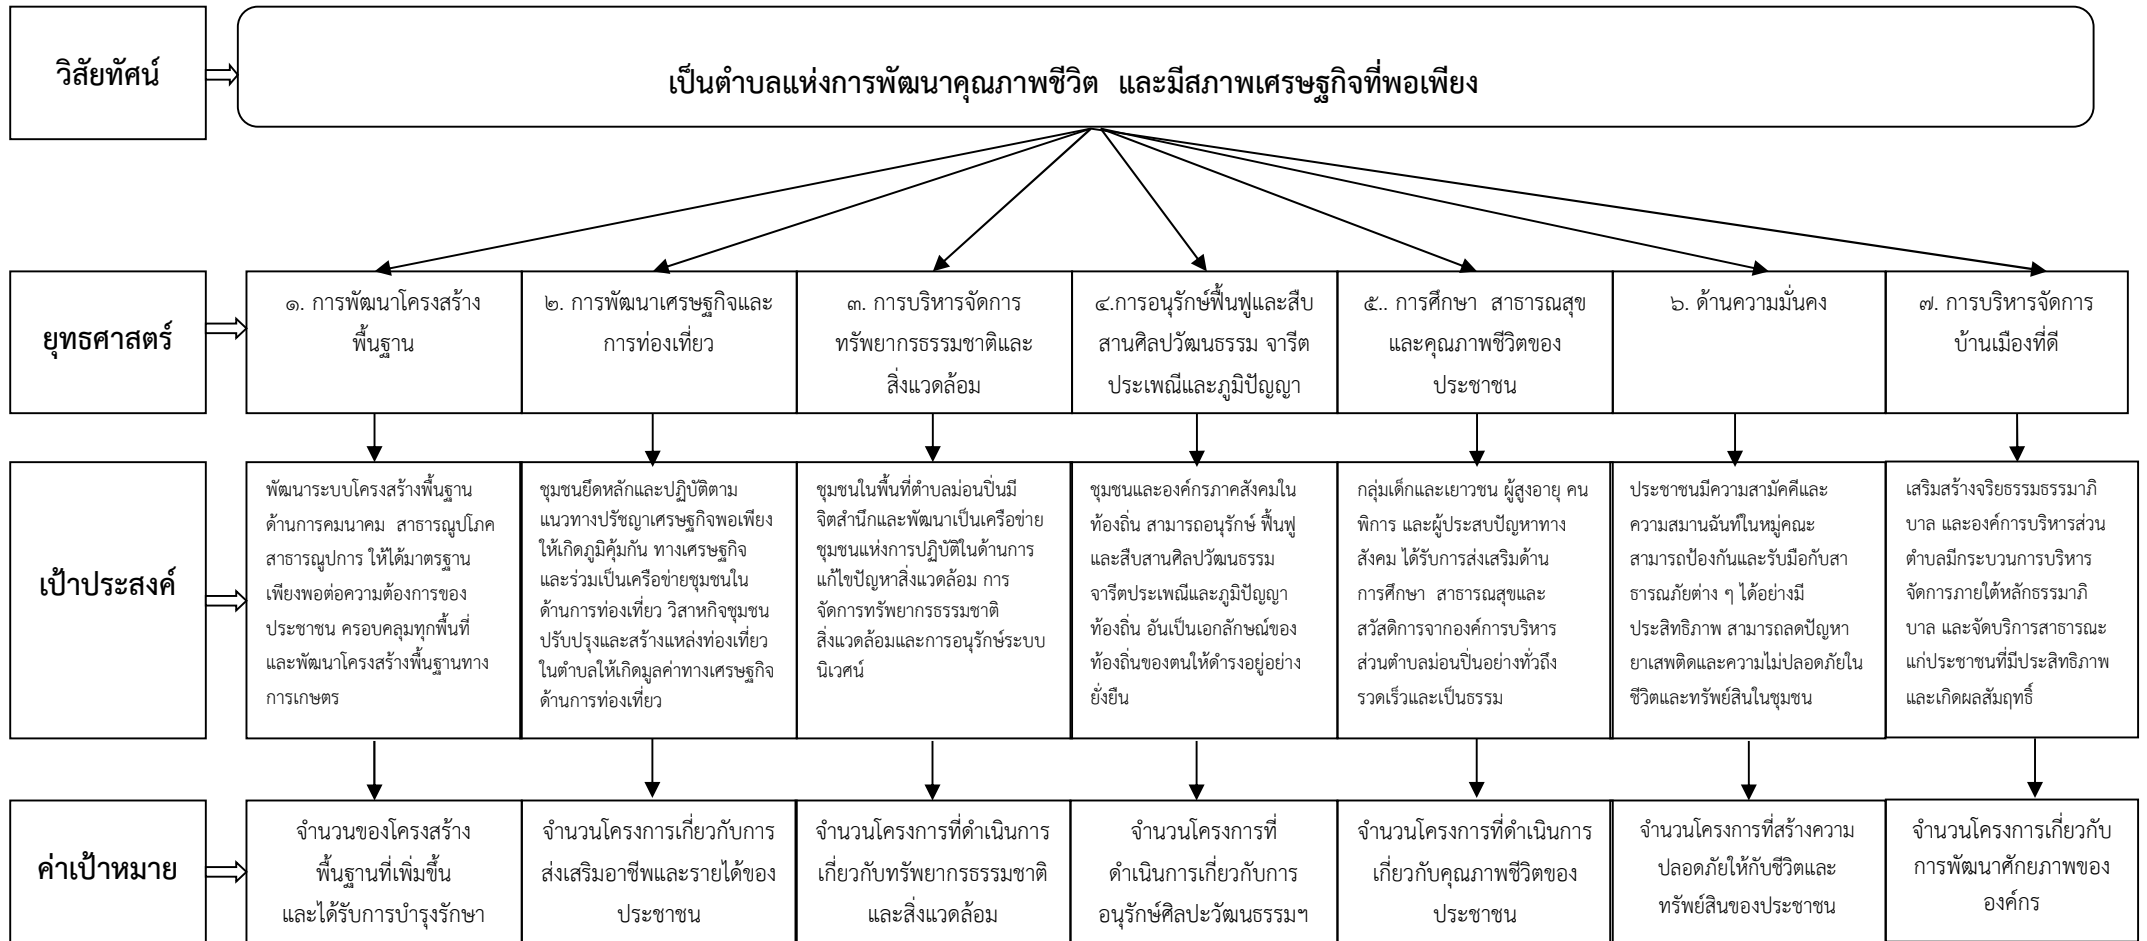 วิสัยทัศน์
เป็นตำบลแห่งการพัฒนาคุณภาพชีวิต และมีสภาพเศรษฐกิจที่พอเพียง
ยุทธศาสตร์
๑. การพัฒนาโครงสร้าง
พื้นฐาน
๒. การพัฒนาเศรษฐกิจและ
การท่องเที่ยว
๓. การบริหารจัดการ
ทรัพยากรธรรมชาติและ
สิ่งแวดล้อม
๔.การอนุรักษ์ฟื้นฟูและสืบ
สานศิลปวัฒนธรรม จารีต
ประเพณีและภูมิปัญญา
๕.. การศึกษา สาธารณสุข
และคุณภาพชีวิตของ
ประชาชน
๖. ด้านความมั่นคง
๗. การบริหารจัดการ
บ้านเมืองที่ดี
เป้าประสงค์
พัฒนาระบบโครงสร้างพื้นฐาน
ด้านการคมนาคม สาธารณูปโภค
สาธารณูปการ ให้ได้มาตรฐาน
เพียงพอต่อความต้องการของ
ประชาชน ครอบคลุมทุกพื้นที่
และพัฒนาโครงสร้างพื้นฐานทาง
การเกษตร
ชุมชนยึดหลักและปฏิบัติตาม
แนวทางปรัชญาเศรษฐกิจพอเพียง
ให้เกิดภูมิคุ้มกัน ทางเศรษฐกิจ
และร่วมเป็นเครือข่ายชุมชนใน
ด้านการท่องเที่ยว วิสาหกิจชุมชน
ปรับปรุงและสร้างแหล่งท่องเที่ยว
ในตำบลให้เกิดมูลค่าทางเศรษฐกิจ
ด้านการท่องเที่ยว
ชุมชนในพื้นที่ตำบลม่อนปิ่นมี
จิตสำนึกและพัฒนาเป็นเครือข่าย
ชุมชนแห่งการปฏิบัติในด้านการ
แก้ไขปัญหาสิ่งแวดล้อม การ
จัดการทรัพยากรธรรมชาติ
สิ่งแวดล้อมและการอนุรักษ์ระบบ
นิเวศน์
ชุมชนและองค์กรภาคสังคมใน
ท้องถิ่น สามารถอนุรักษ์ ฟื้นฟู
และสืบสานศิลปวัฒนธรรม
จารีตประเพณีและภูมิปัญญา
ท้องถิ่น อันเป็นเอกลักษณ์ของ
ท้องถิ่นของตนให้ดำรงอยู่อย่าง
ยั่งยืน
กลุ่มเด็กและเยาวชน ผู้สูงอายุ คน
พิการ และผู้ประสบปัญหาทาง
สังคม ได้รับการส่งเสริมด้าน
การศึกษา สาธารณสุขและ
สวัสดิการจากองค์การบริหาร
ส่วนตำบลม่อนปิ่นอย่างทั่วถึง
รวดเร็วและเป็นธรรม
ประชาชนมีความสามัคคีและ
ความสมานฉันท์ในหมู่คณะ
สามารถป้องกันและรับมือกับสา
ธารณภัยต่าง ๆ ได้อย่างมี
ประสิทธิภาพ สามารถลดปัญหา
ยาเสพติดและความไม่ปลอดภัยใน
ชีวิตและทรัพย์สินในชุมชน
เสริมสร้างจริยธรรมธรรมาภิ
บาล และองค์การบริหารส่วน
ตำบลมีกระบวนการบริหาร
จัดการภายใต้หลักธรรมาภิ
บาล และจัดบริการสาธารณะ
แก่ประชาชนที่มีประสิทธิภาพ
และเกิดผลสัมฤทธิ์
ค่าเป้าหมาย
จำนวนของโครงสร้าง
พื้นฐานที่เพิ่มขึ้น
และได้รับการบำรุงรักษา
จำนวนโครงการเกี่ยวกับการ
ส่งเสริมอาชีพและรายได้ของ
ประชาชน
จำนวนโครงการที่ดำเนินการ
เกี่ยวกับทรัพยากรธรรมชาติ
และสิ่งแวดล้อม
จำนวนโครงการที่
ดำเนินการเกี่ยวกับการ
อนุรักษ์ศิลปะวัฒนธรรมฯ
จำนวนโครงการที่ดำเนินการ
เกี่ยวกับคุณภาพชีวิตของ
ประชาชน
จำนวนโครงการที่สร้างความ
ปลอดภัยให้กับชีวิตและ
ทรัพย์สินของประชาชน
จำนวนโครงการเกี่ยวกับ
การพัฒนาศักยภาพของ
องค์กร